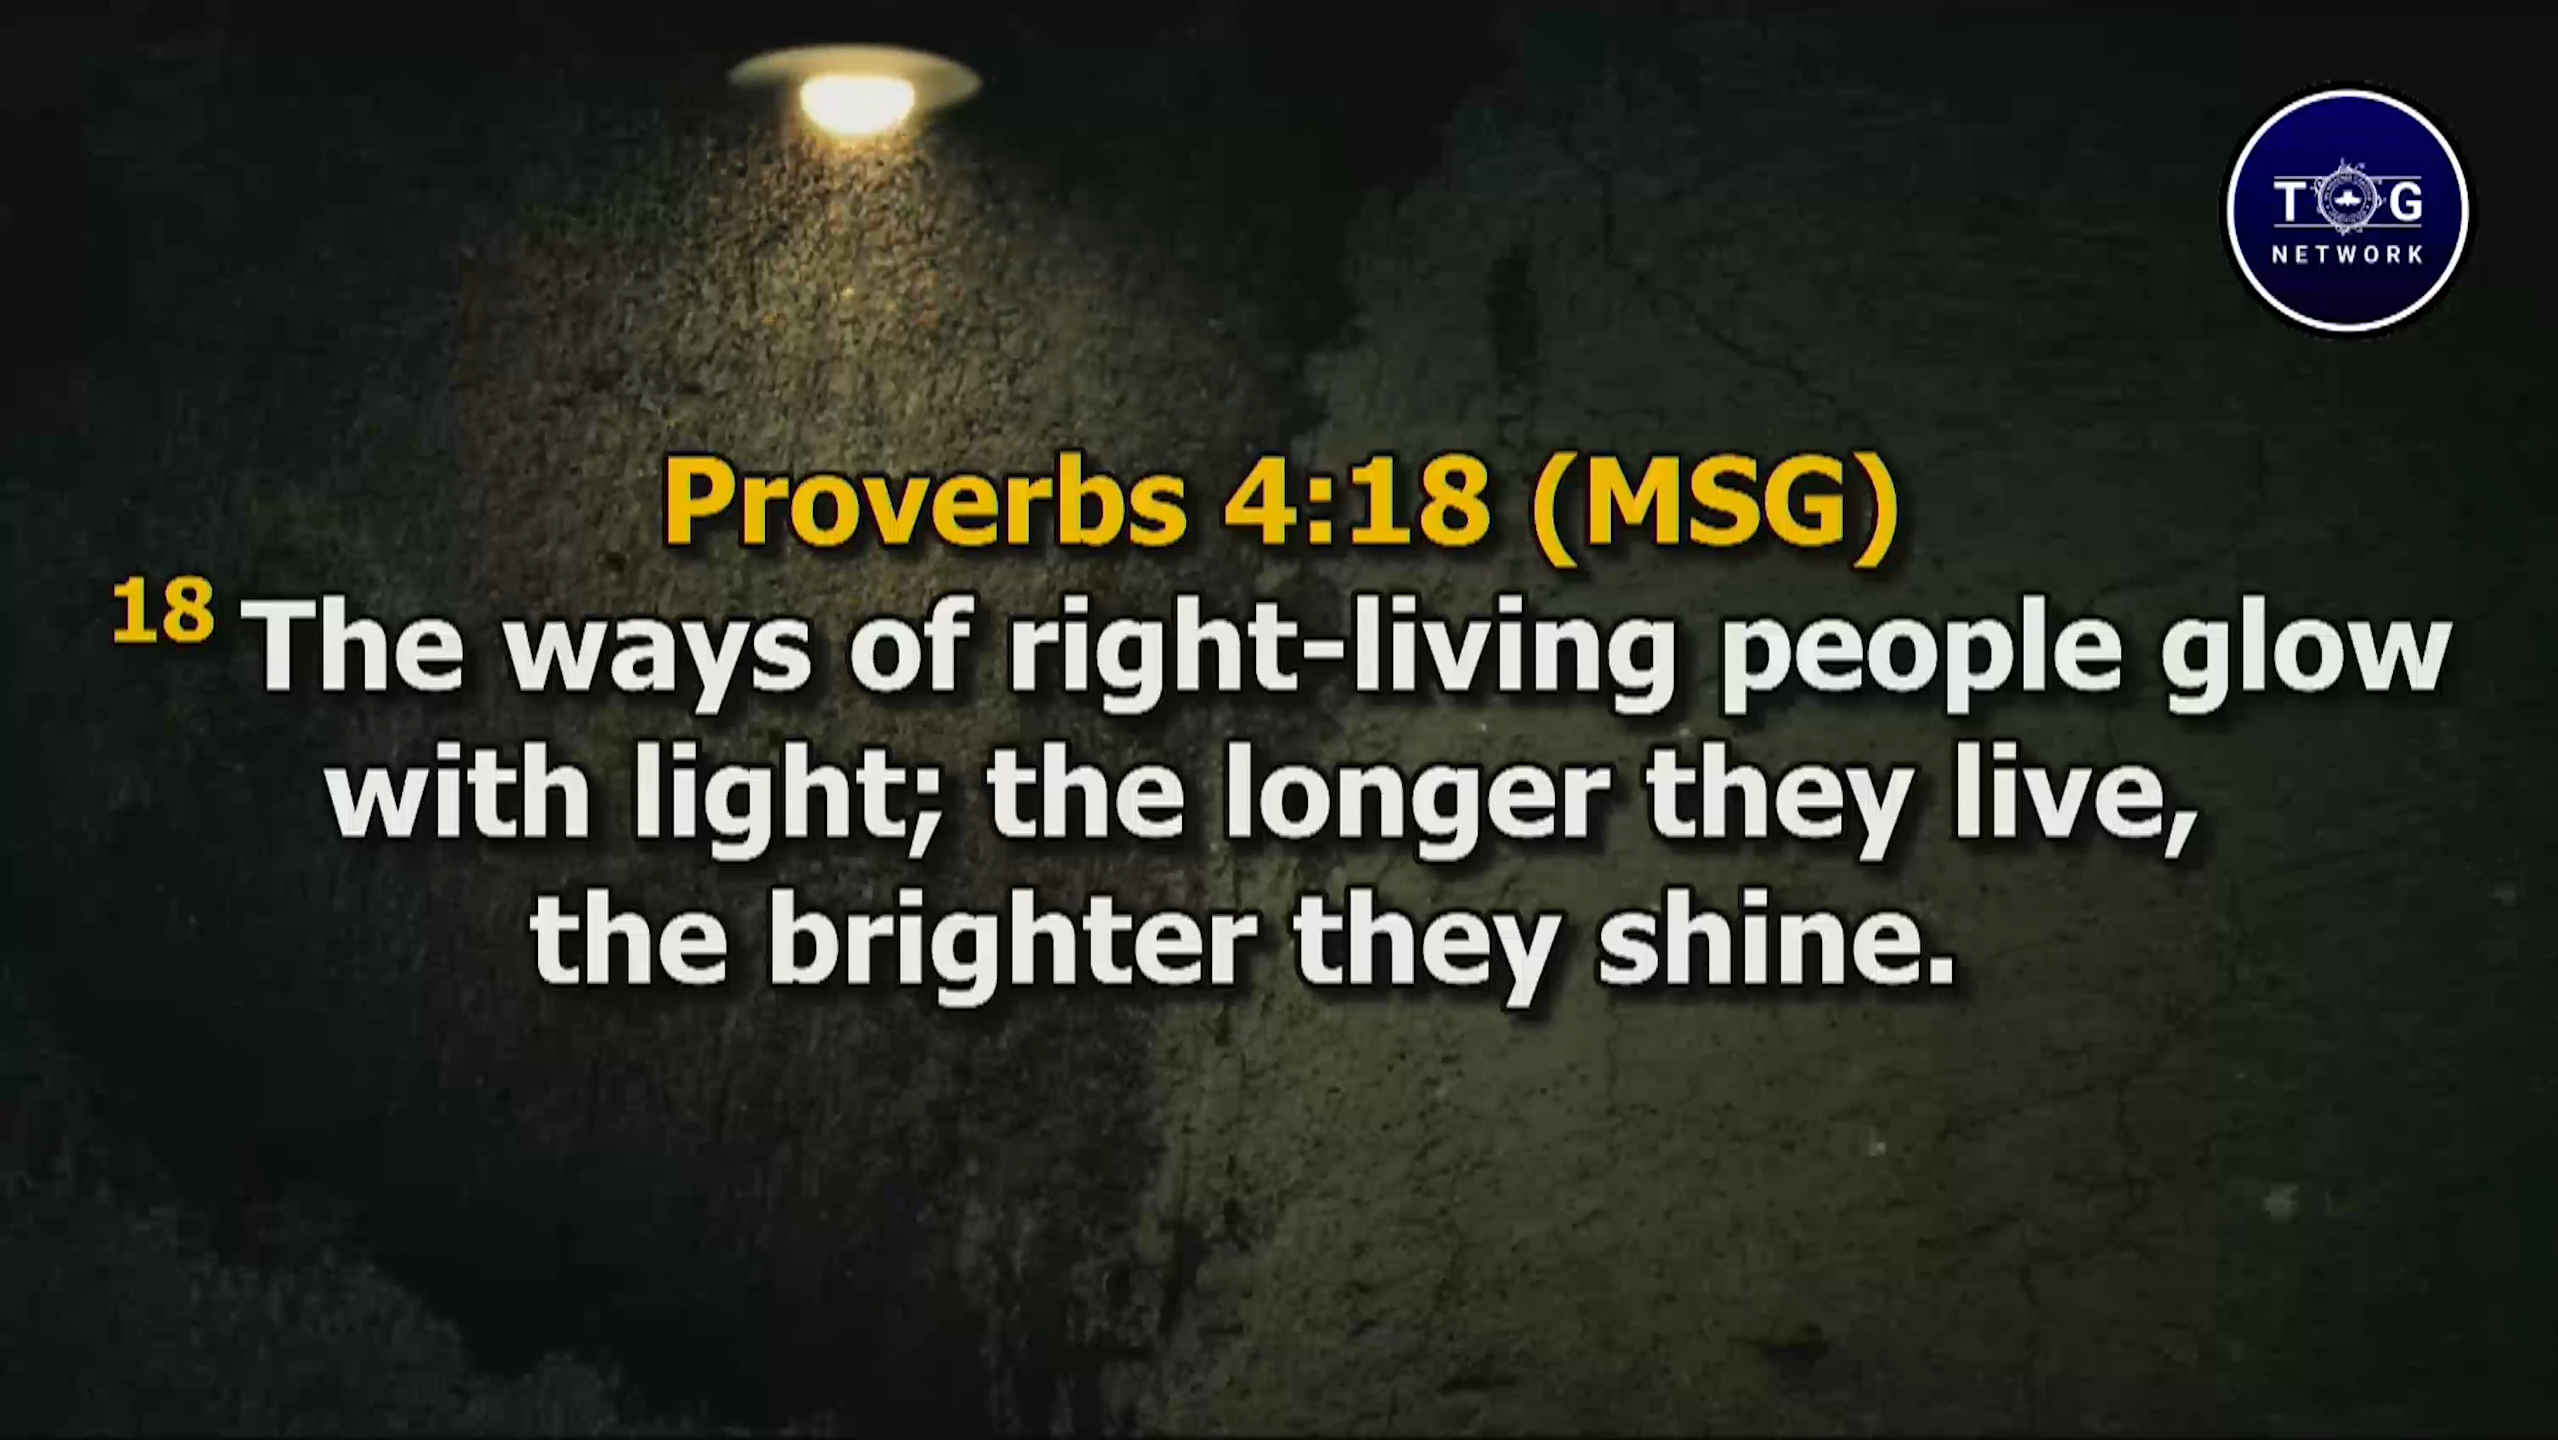 T G
NETWORK
Proverbs 4:18 (MSG)
18 The ways of right-living people glow
with light; the longer they live,
the brighter they shine.